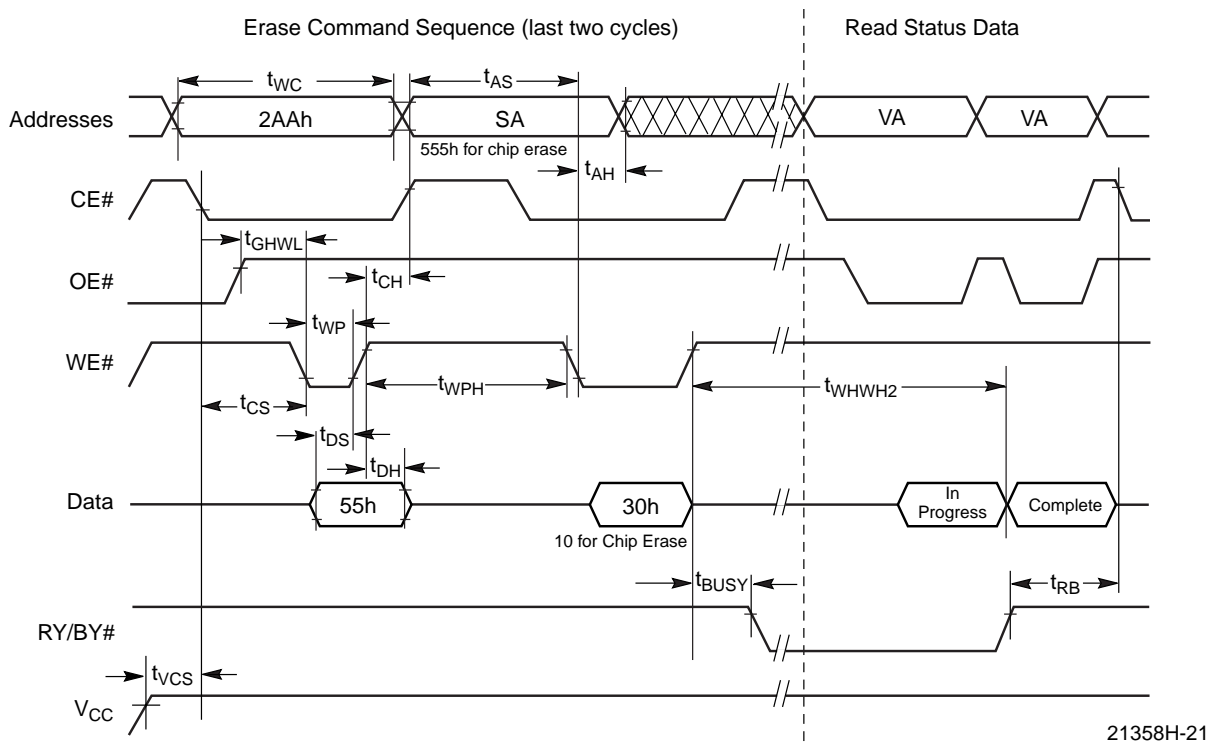 Erase Command Sequence (last two cycles)
Read Status Data
tWC
tAS
Addresses
2AAh
SA
VA
VA
555h for chip erase
tAH
CE#
tGHWL
OE#
tCH
tWP
WE#
tWPH
tWHWH2
tCS
tDS
tDH
Data
55h
30h
In
Progress
Complete
10 for Chip Erase
tBUSY
tRB
RY/BY#
tVCS
VCC
21358H-21